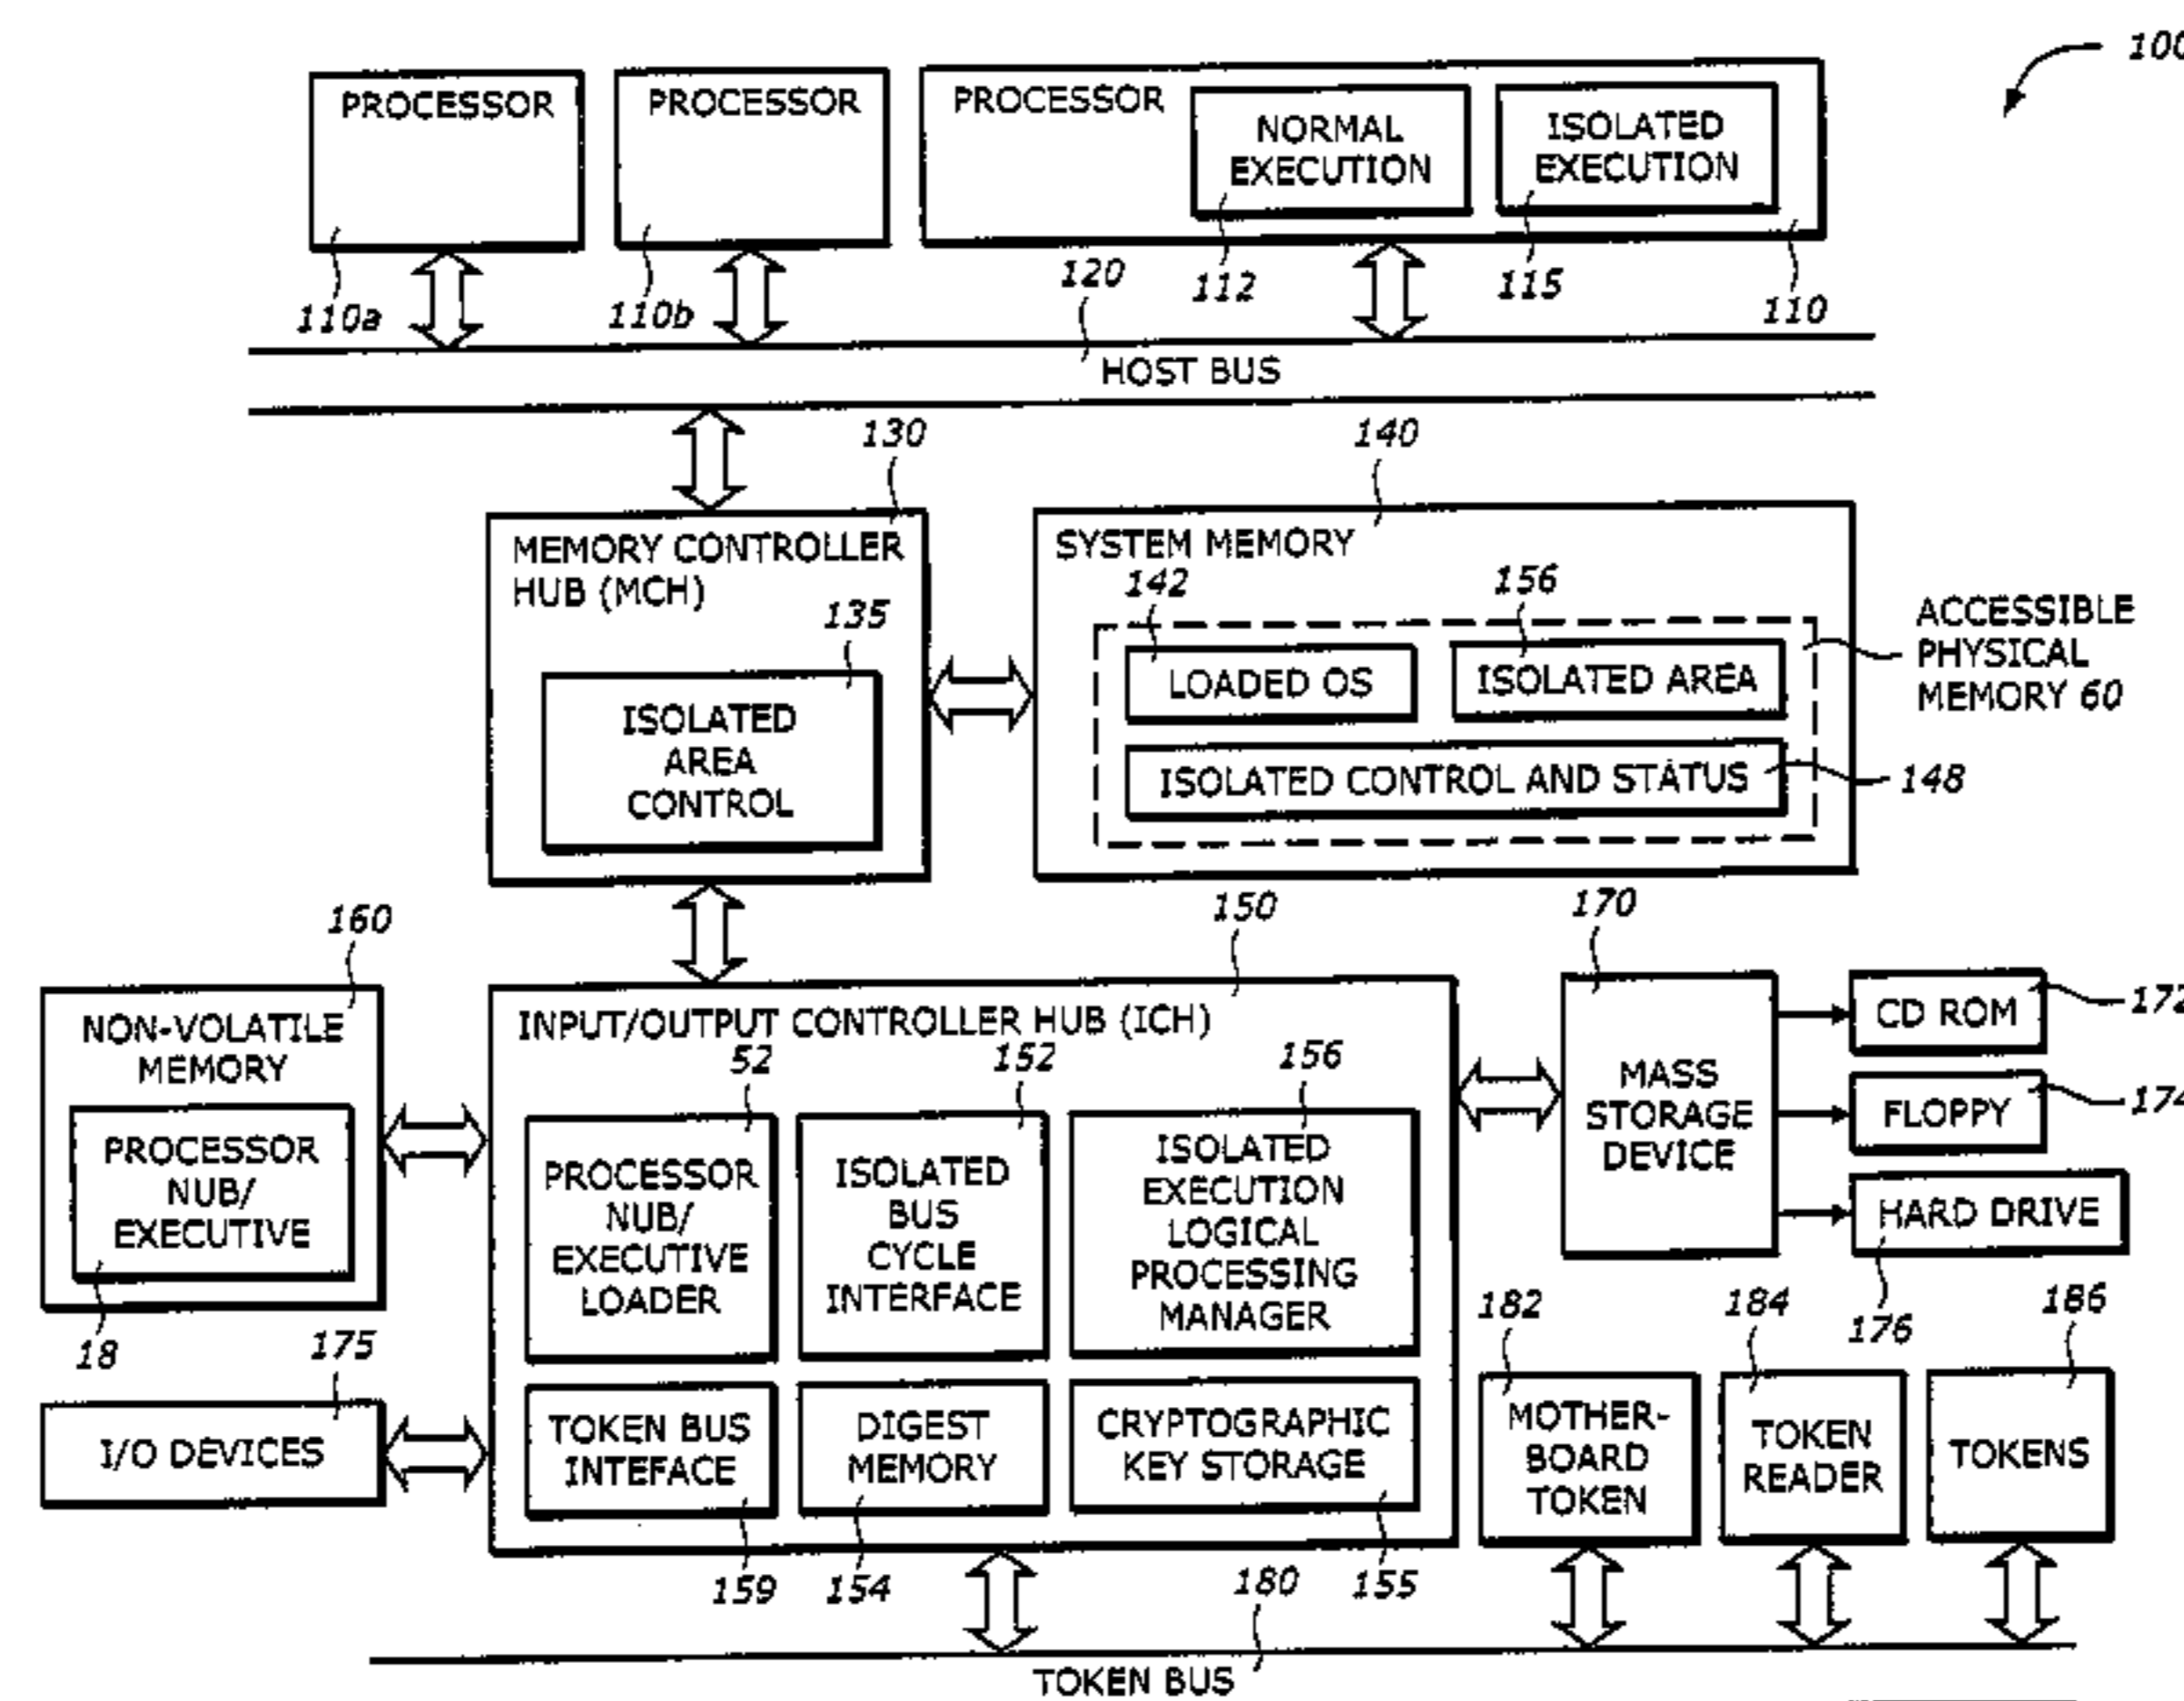 100
PROCESSOR
PROCESSOR
PROCESSOR
NORMAL
EXECUTION
ISOLATED
EXECUTION
110a
110b
120
112
115
110
HOST BUS
130
140
MEMORY CONTROLLER
HUB (MCH)
135
ISOLATED
AREA
CONTROL
SYSTEM MEMORY
142
156
LOADED OS
ISOLATED AREA
ISOLATED CONTROL AND STATUS
148
ACCESSIBLE
PHYSICAL
MEMORY 60
160
150
170
NON-VOLATILE
MEMORY
PROCESSOR
NUB/
EXECUTIVE
18
175
I/O DEVICES
INPUT/OUTPUT CONTROLLER HUB (ICH)
52
152
156
PROCESSOR
NUB/
EXECUTIVE
LOADER
ISOLATED
BUS
CYCLE
INTERFACE
ISOLATED
EXECUTION
LOGICAL
PROCESSING
MANAGER
TOKEN BUS
INTEFACE
DIGEST
MEMORY
CRYPTOGRAPHIC
KEY STORAGE
159
154
155
MASS
STORAGE
DEVICE
CD ROM
172
FLOPPY
174
HARD DRIVE
176
182
184
186
MOTHER-
BOARD
TOKEN
TOKEN
READER
TOKENS
180
TOKEN BUS